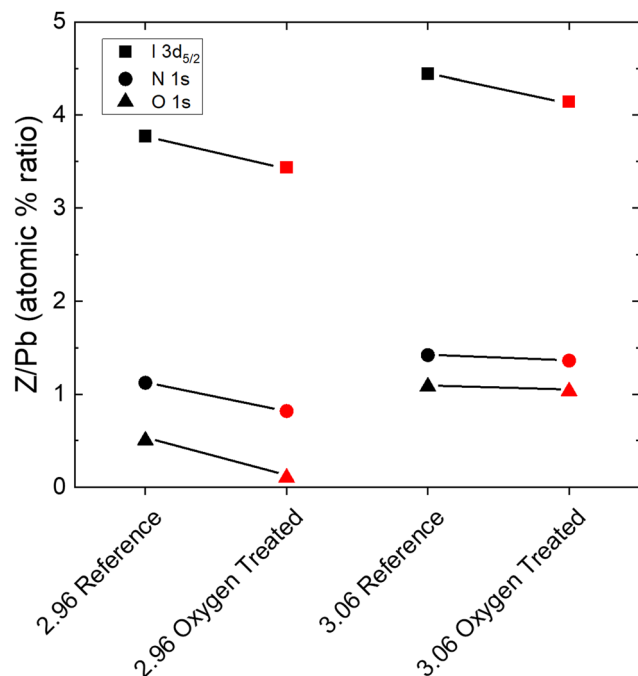 5
4
3
2
1
0
Z/Pb (atomic % ratio)
I 3d5/2
N 1s
O 1s
2.96 Reference
2.96 Oxygen Treated
3.06 Reference
3.06 Oxygen Treated